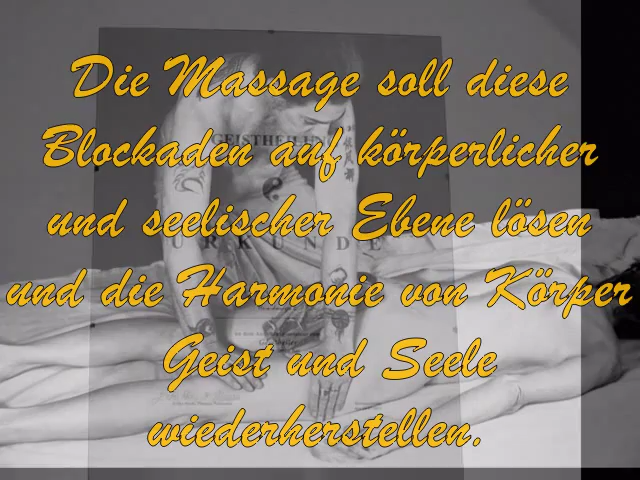 Die Massage soll diese
Blockaden auf körperlicher
und seelischer Ebene lösen
und die Harmonie von Körper
Geist und Seele
wiederherstellen.
URKUNDE